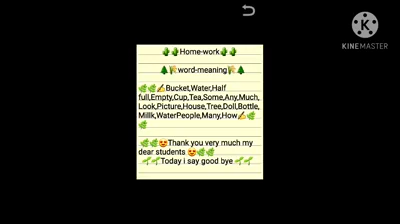 KINEMASTER
🌵🌵Home-work🌵🌵
🌲🌾word-meaning🌾🌲
🌿🌿✍Bucket,Water,Half
full,Empty,Cup,Tea,Some,Any,Much,
Look,Picture,House,Tree,Doll,Bottle,
Millk,WaterPeople,Many,How✍🌿
🌿
🌿🌿😍Thank you very much my
dear students 😍🌿🌿
🌱🌱Today i say good bye 🌱🌱